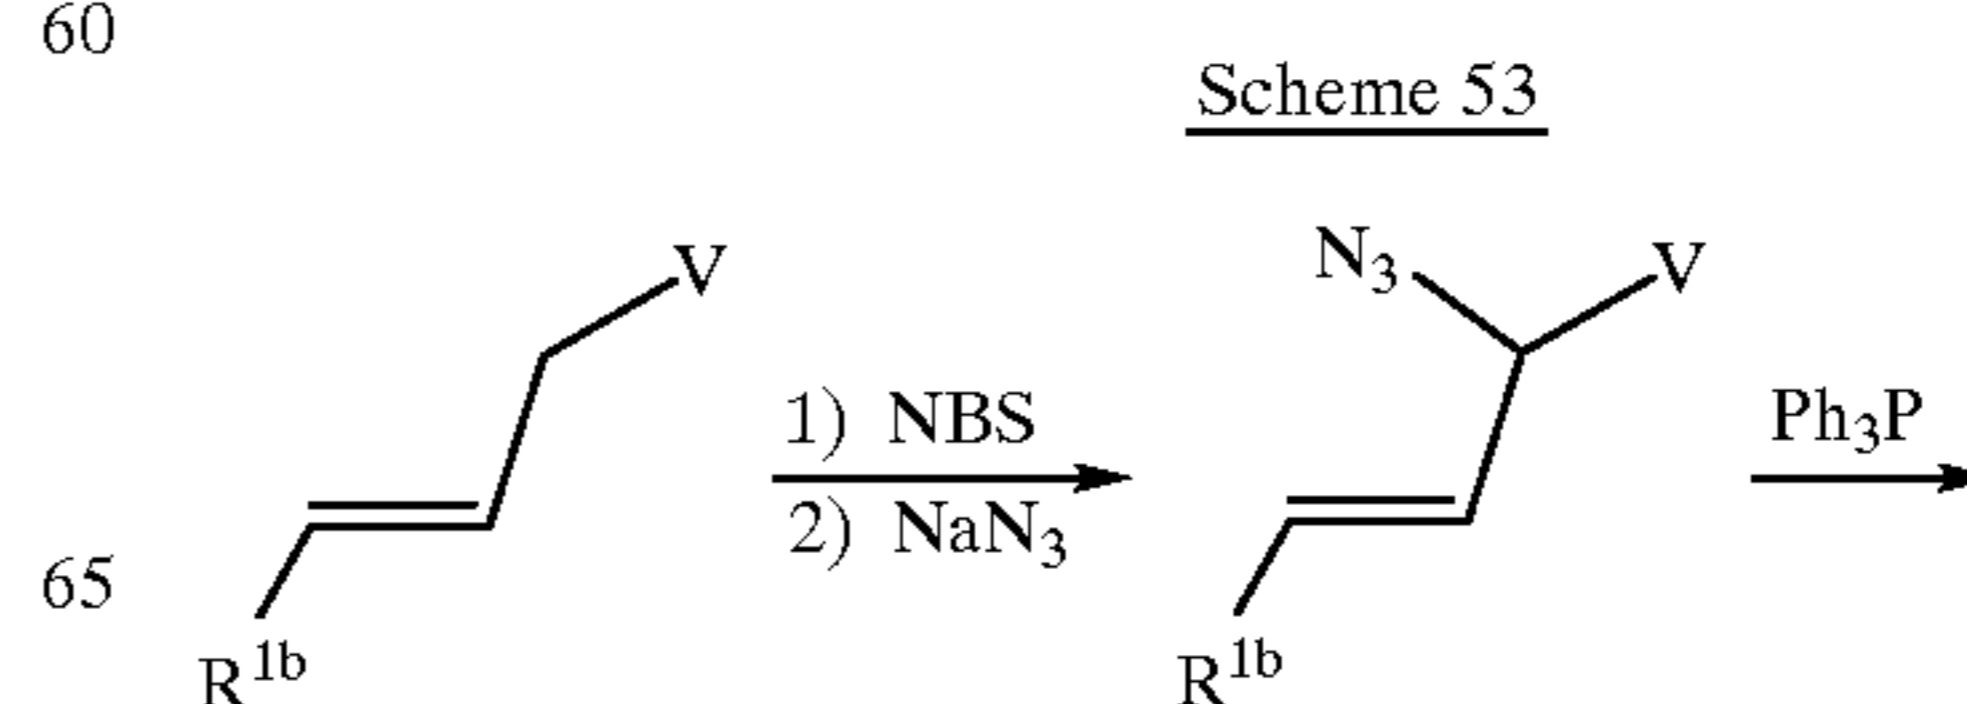 60
Scheme 53
N₃
V
V
1) NBS
2) NaN₃
Ph₃P
65
R¹ᵇ
R¹ᵇ